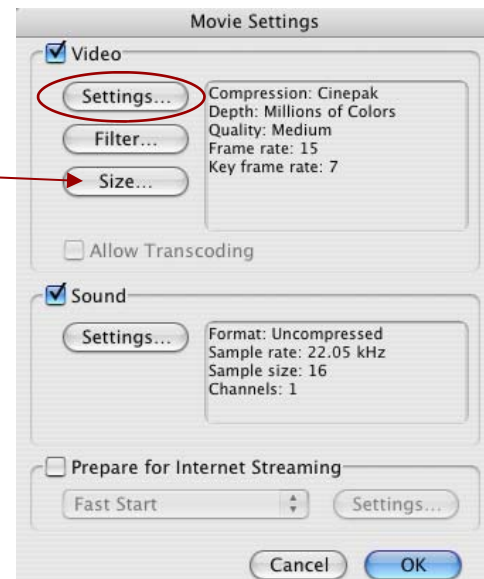 Movie Settings
Video
Settings...
Compression: Cinepak
Depth: Millions of Colors
Quality: Medium
Frame rate: 15
Key frame rate: 7
Filter...
Size...
Allow Transcoding
Sound
Settings...
Format: Uncompressed
Sample rate: 22.05 kHz
Sample size: 16
Channels: 1
Prepare for Internet Streaming
Fast Start
Settings...
Cancel
OK